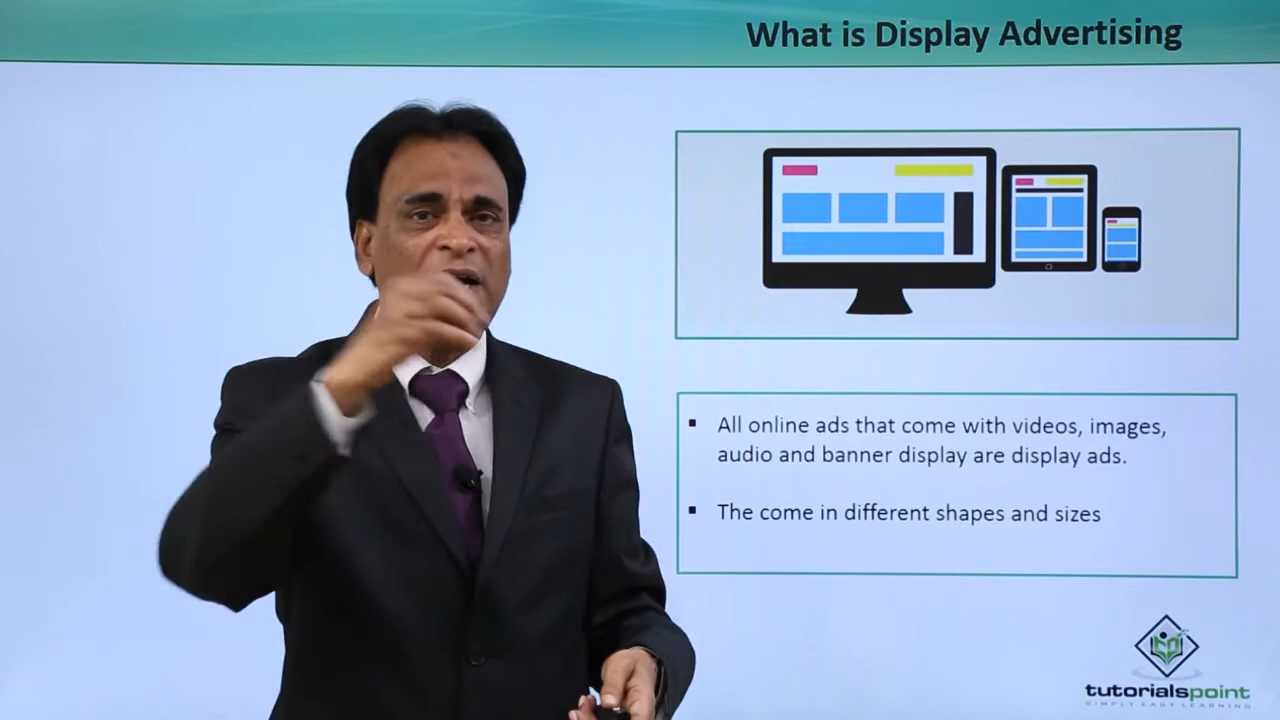 What is Display Advertising
▪ All online ads that come with videos, images,
audio and banner display are display ads.
▪ The come in different shapes and sizes
tutorialspoint
SIMPLY EASY LEARNING